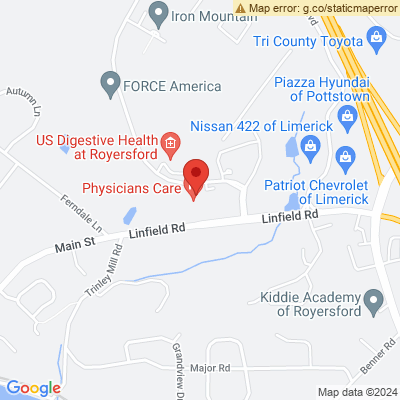 Map error: g.co/staticmaperror
Iron Mountain
Tri County Toyota
FORCE America
Piazza Hyundai
of Pottstown
Autumn Ln
Nissan 422 of Limerick
US Digestive Health
at Royersford
Physicians Care
Patriot Chevrolet
of Limerick
Ferndale Ln
Linfield Rd
Linfield Rd
Main St
Trinley Mill Rd
Kiddie Academy
of Royersford
Major Rd
Benner Rd
Grandview Dr
Google
Map data ©2024